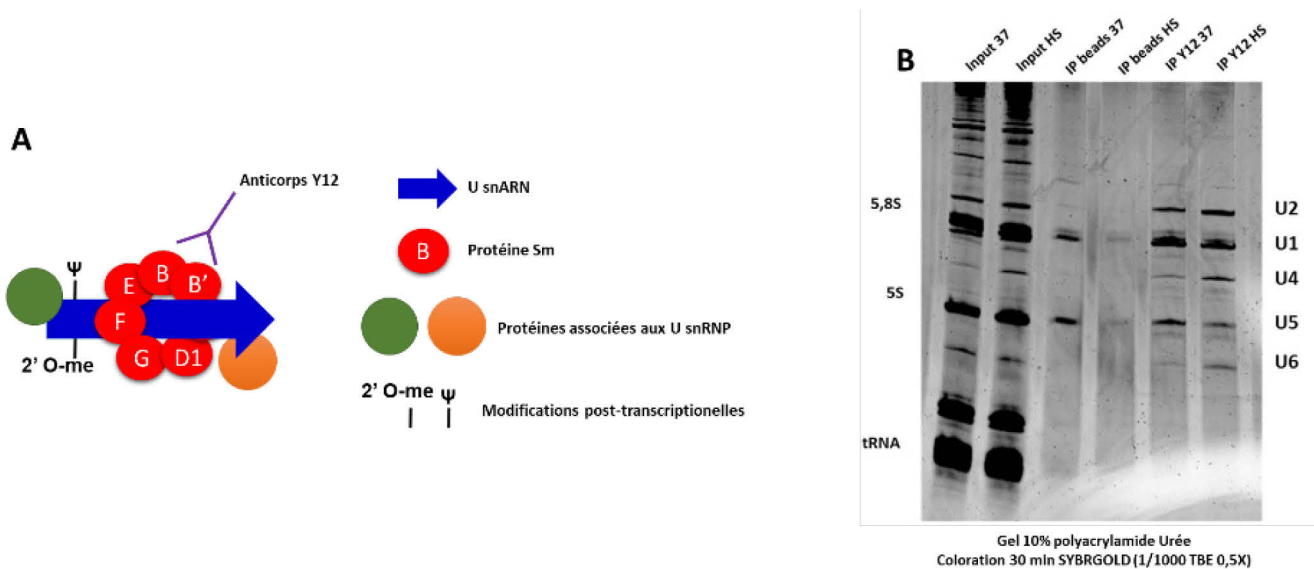 A
Anticorps Y12
Ψ
E
B
B'
F
G
D1
2' O-me
U snARN
B
Protéine Sm
Protéines associées aux U snRNP
2' O-me Ψ
Modifications post-transcriptionelles
B
Input 37
Input HS
IP beads 37
IP beads HS
IP Y12 37
IP Y12 HS
5,8S
5S
tRNA
U2
U1
U4
U5
U6
Gel 10% polyacrylamide Urée
Coloration 30 min SYBRGOLD (1/1000 TBE 0,5X)